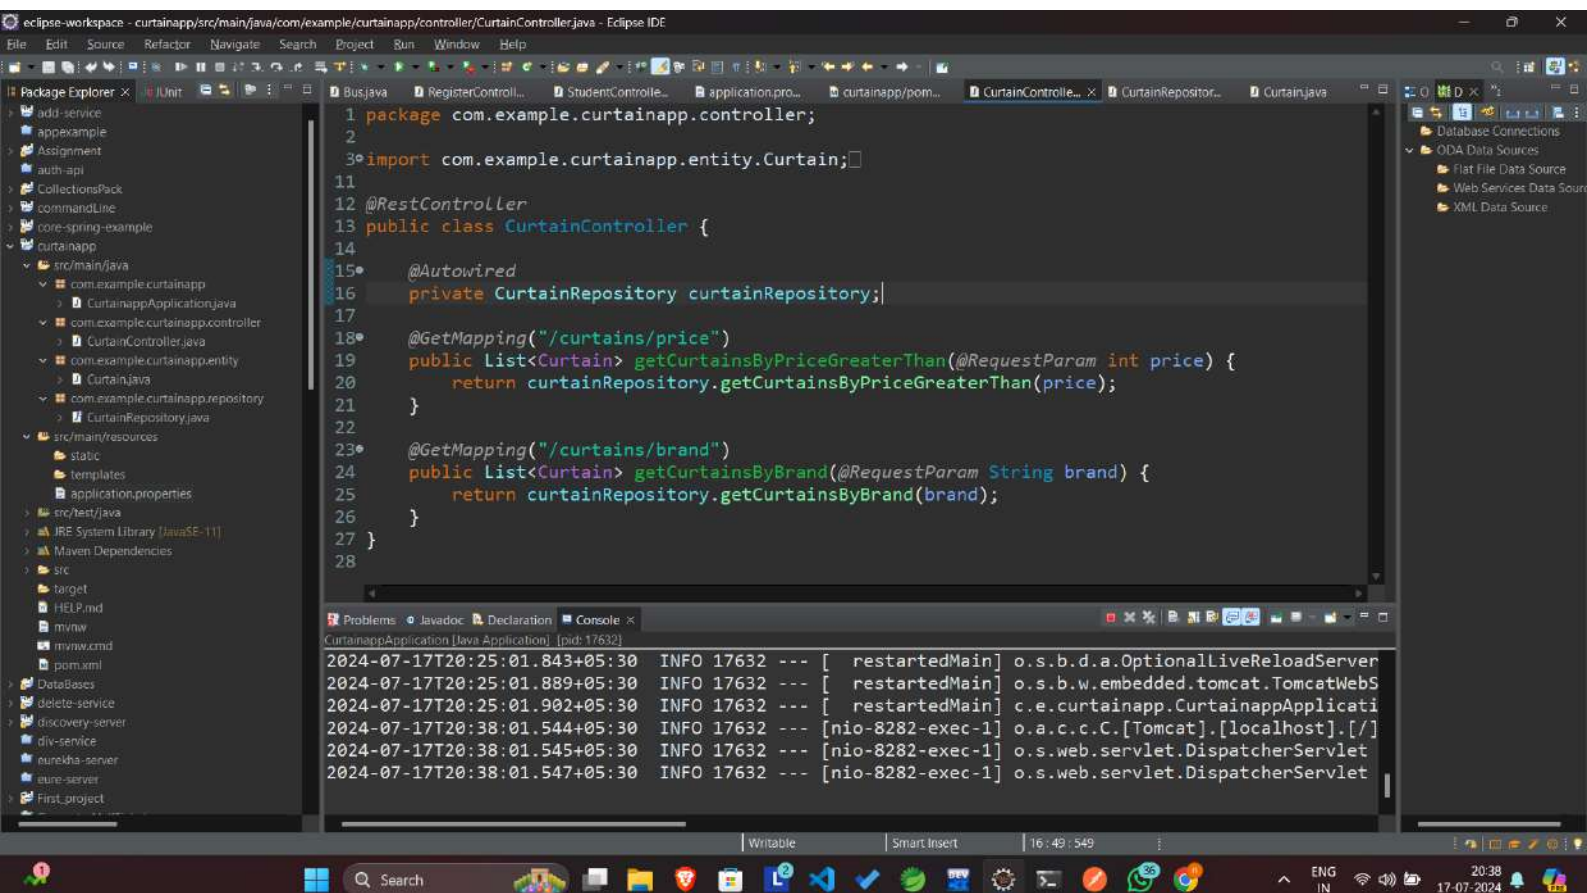 eclipse-workspace - curtainapp/src/main/java/com/example/curtainapp/controller/CurtainController.java - Eclipse IDE
File Edit Source Refactor Navigate Search Project Run Window Help
Package Explorer × JUnit
Bus.java RegisterControll... StudentControlle... application.pro... curtainapp/pom... CurtainControlle... × CurtainRepositor... Curtain.java
add-service
appexample
Assignment
auth-api
CollectionsPack
commandLine
core-spring-example
curtainapp
src/main/java
com.example.curtainapp
CurtainappApplication.java
com.example.curtainapp.controller
CurtainController.java
com.example.curtainapp.entity
Curtain.java
com.example.curtainapp.repository
CurtainRepository.java
src/main/resources
static
templates
application.properties
src/test/java
JRE System Library [JavaSE-11]
Maven Dependencies
src
target
HELP.md
mvnw
mvnw.cmd
pom.xml
DataBases
delete-service
discovery-server
div-service
eurekha-server
eure-server
First_project
1 package com.example.curtainapp.controller;
2
3 import com.example.curtainapp.entity.Curtain;
11
12 @RestController
13 public class CurtainController {
14
15 @Autowired
16 private CurtainRepository curtainRepository;
17
18 @GetMapping("/curtains/price")
19 public List<Curtain> getCurtainsByPriceGreaterThan(@RequestParam int price) {
20 return curtainRepository.getCurtainsByPriceGreaterThan(price);
21 }
22
23 @GetMapping("/curtains/brand")
24 public List<Curtain> getCurtainsByBrand(@RequestParam String brand) {
25 return curtainRepository.getCurtainsByBrand(brand);
26 }
27 }
28
O D ×
Database Connections
ODA Data Sources
Flat File Data Source
Web Services Data Sour
XML Data Source
Problems Javadoc Declaration Console ×
CurtainappApplication [Java Application] [pid: 17632]
2024-07-17T20:25:01.843+05:30 INFO 17632 --- [ restartedMain] o.s.b.d.a.OptionalLiveReloadServer
2024-07-17T20:25:01.889+05:30 INFO 17632 --- [ restartedMain] o.s.b.w.embedded.tomcat.TomcatWebS
2024-07-17T20:25:01.902+05:30 INFO 17632 --- [ restartedMain] c.e.curtainapp.CurtainappApplicati
2024-07-17T20:38:01.544+05:30 INFO 17632 --- [nio-8282-exec-1] o.a.c.c.C.[Tomcat].[localhost].[/]
2024-07-17T20:38:01.545+05:30 INFO 17632 --- [nio-8282-exec-1] o.s.web.servlet.DispatcherServlet
2024-07-17T20:38:01.547+05:30 INFO 17632 --- [nio-8282-exec-1] o.s.web.servlet.DispatcherServlet
Writable Smart Insert 16 : 49 : 549
1 Search 2 DEV 36 ENG 20:38
IN 17-07-2024